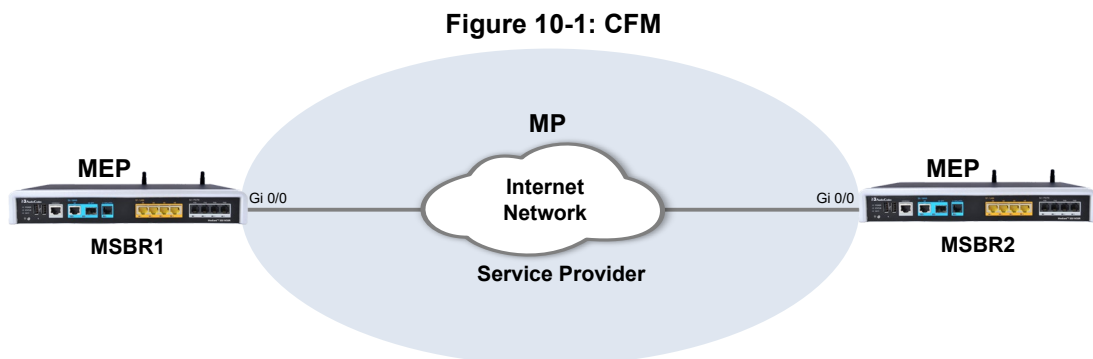 Figure 10-1: CFM
MP
MEP
MEP
Gi 0/0
Internet
Network
Gi 0/0
MSBR1
MSBR2
Service Provider